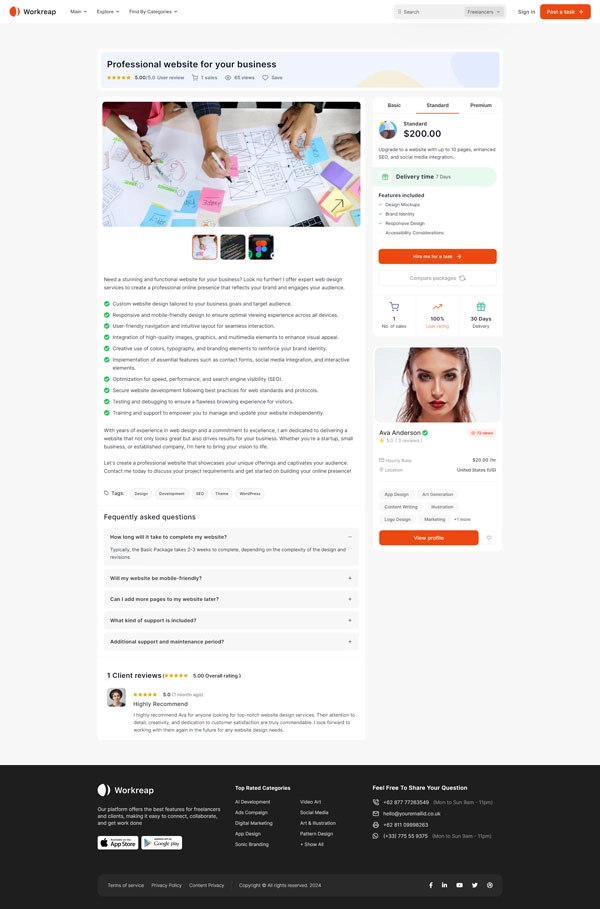 Workreap
Main
Explore
Find By Categories
Search
Freelancers
Sign in
Post a task
Professional website for your business
5.00/5.0 User review
1 sales
65 views
Save
Need a stunning and functional website for your business? Look no further! I offer expert web design
services to create a professional online presence that reflects your brand and engages your audience.
Custom website design tailored to your business goals and target audience.
Responsive and mobile-friendly design to ensure optimal viewing experience across all devices.
User-friendly navigation and intuitive layout for seamless interaction.
Integration of high-quality images, graphics, and multimedia elements to enhance visual appeal.
Creative use of colors, typography, and branding elements to reinforce your brand identity.
Implementation of essential features such as contact forms, social media integration, and interactive
elements.
Optimization for speed, performance, and search engine visibility (SEO).
Secure website development following best practices for web standards and protocols.
Testing and debugging to ensure a flawless browsing experience for visitors.
Training and support to empower you to manage and update your website independently.
With years of experience in web design and a commitment to excellence, I am dedicated to delivering a
website that not only looks great but also drives results for your business. Whether you're a startup, small
business, or established company, I'm here to bring your vision to life.
Let's create a professional website that showcases your unique offerings and captivates your audience.
Contact me today to discuss your project requirements and get started on building your online presence!
Tags:
Design
Development
SEO
Theme
WordPress
Fequently asked questions
How long will it take to complete my website?
Typically, the Basic Package takes 2-3 weeks to complete, depending on the complexity of the design and
revisions.
Will my website be mobile-friendly?
Can I add more pages to my website later?
What kind of support is included?
Additional support and maintenance period?
1 Client reviews (
5.00 Overall rating )
5.0 (1 month ago)
Highly Recommend
I highly recommend Ava for anyone looking for top-notch website design services. Their attention to
detail, creativity, and dedication to customer satisfaction are truly commendable. I look forward to
working with them again in the future for any website design needs.
Basic
Standard
Premium
Standard
$200.00
Upgrade to a website with up to 10 pages, enhanced
SEO, and social media integration.
Delivery time 7 Days
Features included
Design Mockups
Brand Identity
Responsive Design
Accessibility Considerations
Hire me for a task
Compare packages
1
No. of sales
100%
User rating
30 Days
Delivery
Ava Anderson
73 views
5.0 ( 3 reviews )
Hourly Rate
$20.00 /hr
Location
United States (US)
App Design
Art Generation
Content Writing
Illustration
Logo Design
Marketing
+1 more
View profile
Workreap
Our platform offers the best features for freelancers
and clients, making it easy to connect, collaborate,
and get work done
App Store
Google play
Top Rated Categories
AI Development
Ads Campaign
Digital Marketing
App Design
Sonic Branding
Video Art
Social Media
Art & Illustration
Pattern Design
+ Show All
Feel Free To Share Your Question
+62 877 77263549 (Mon to Sun 9am - 11pm)
hello@youremailid.co.uk
+62 811 09998263
(+33) 775 55 9375 (Mon to Sun 9am - 11pm)
Terms of service
Privacy Policy
Content Privacy
Copyright © All rights reserved. 2024